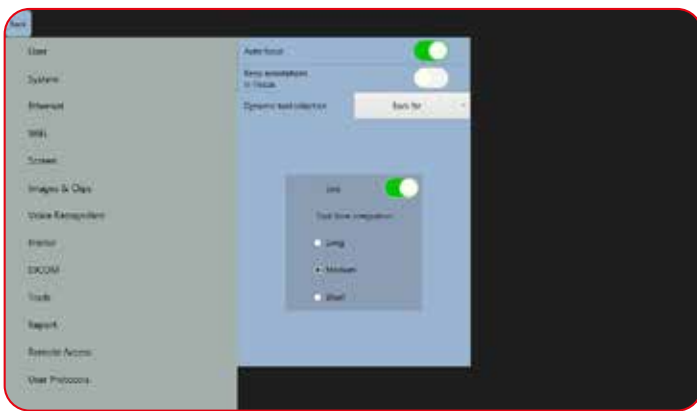 Back
User
System
Ethernet
Wifi
Screen
Images & Clips
Voice Recognition
Printer
DICOM
Tools
Report
Remote Access
User Protocols
Auto focus
Keep annotations
in Focus
Dynamic tool selection
Long
Medium
Short